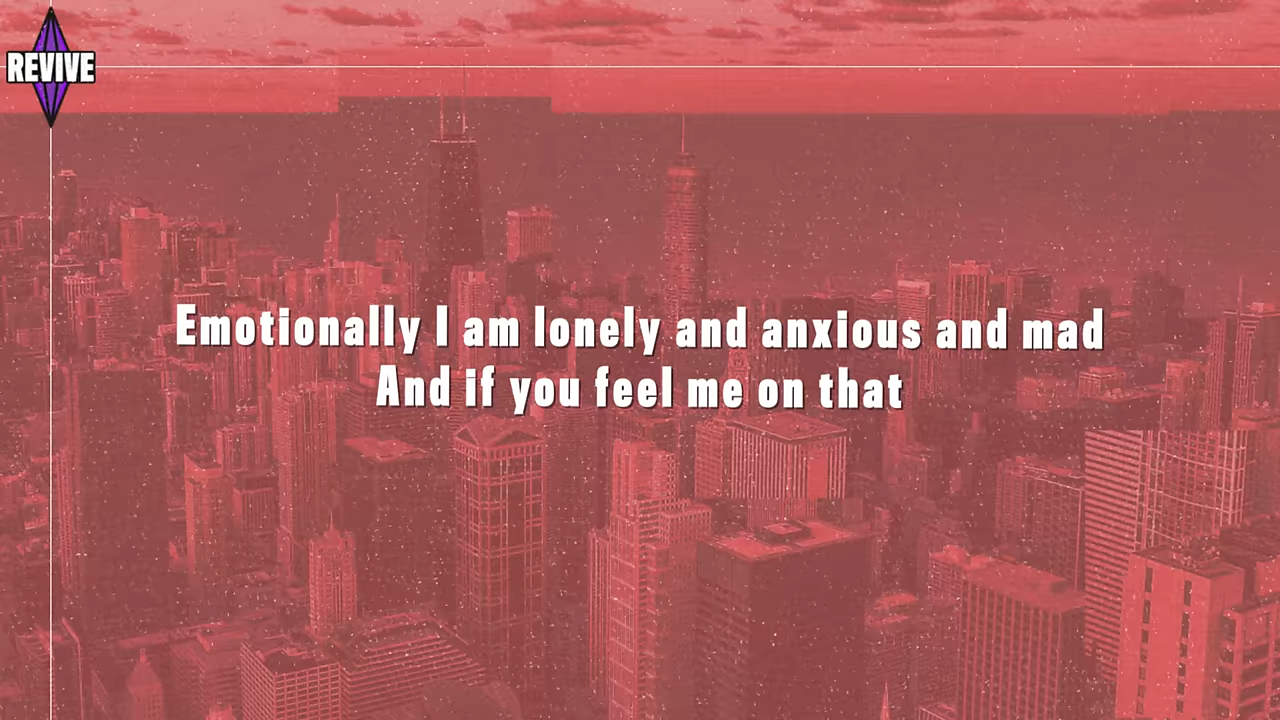 REVIVE
Emotionally I am lonely and anxious and mad
And if you feel me on that